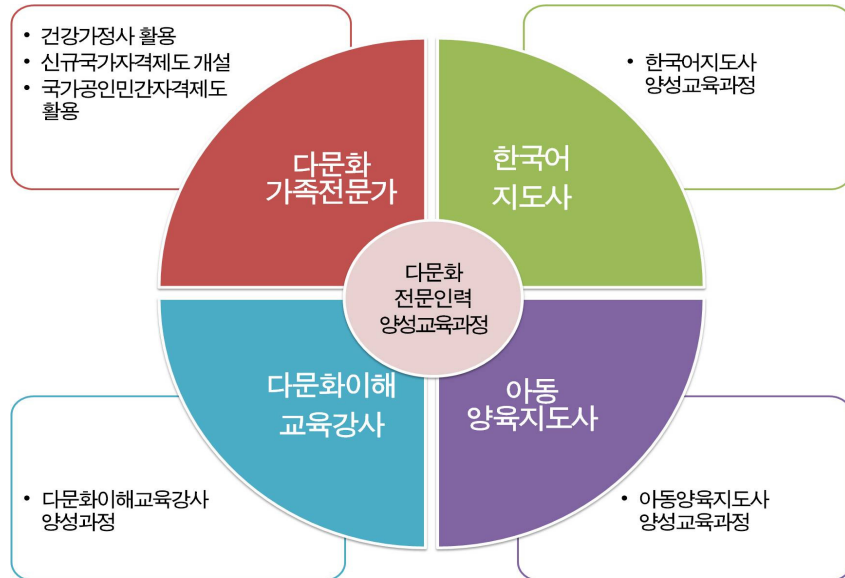 • 건강가정사 활용
• 신규국가자격제도 개설
• 국가공인민간자격제도
활용
• 한국어지도사
양성교육과정
다문화
가족전문가
한국어
지도사
다문화
전문인력
양성교육과정
다문화이해
교육강사
아동
양육지도사
• 다문화이해교육강사
양성과정
• 아동양육지도사
양성교육과정